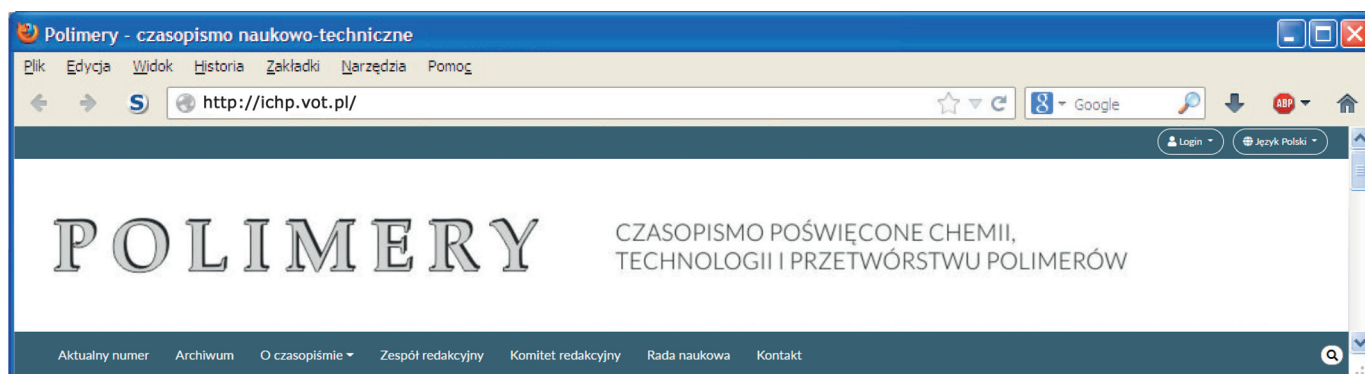 Polimery - czasopismo naukowo-techniczne
Plik Edycja Widok Historia Zakładki Narzędzia Pomoc
S http://ichp.vot.pl/ 8 Google ABP
Login Język Polski
POLIMERY
CZASOPISMO POŚWIĘCONE CHEMII,
TECHNOLOGII I PRZETWÓRSTWU POLIMERÓW
Aktualny numer Archiwum O czasopiśmie Zespół redakcyjny Komitet redakcyjny Rada naukowa Kontakt